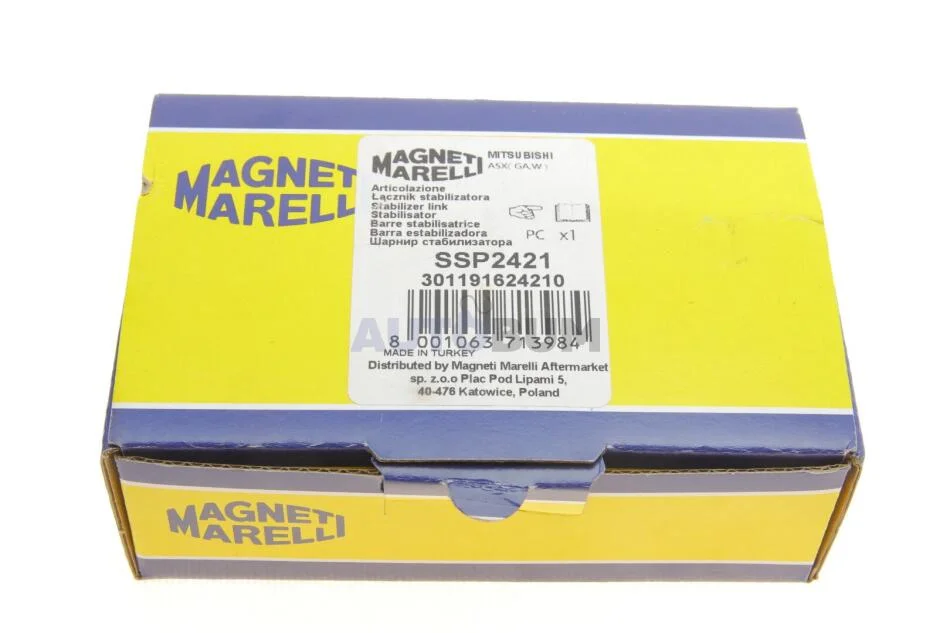 MAGNETI
MARELLI
MAGNETI
MARELLI
MITSUBISHI
ASX( GA,W )
Articolazione
Łącznik stabilizatora
Stabilizer link
Stabilisator
Barre stabilisatrice
Barra estabilizadora
Шарнир стабилизатора
PC x1
SSP2421
301191624210
AUTOBUM
8 001063 713984
MADE IN TURKEY
Distributed by Magneti Marelli Aftermarket
sp. z.o.o Plac Pod Lipami 5,
40-476 Katowice, Poland
MAGNETI
MARELLI